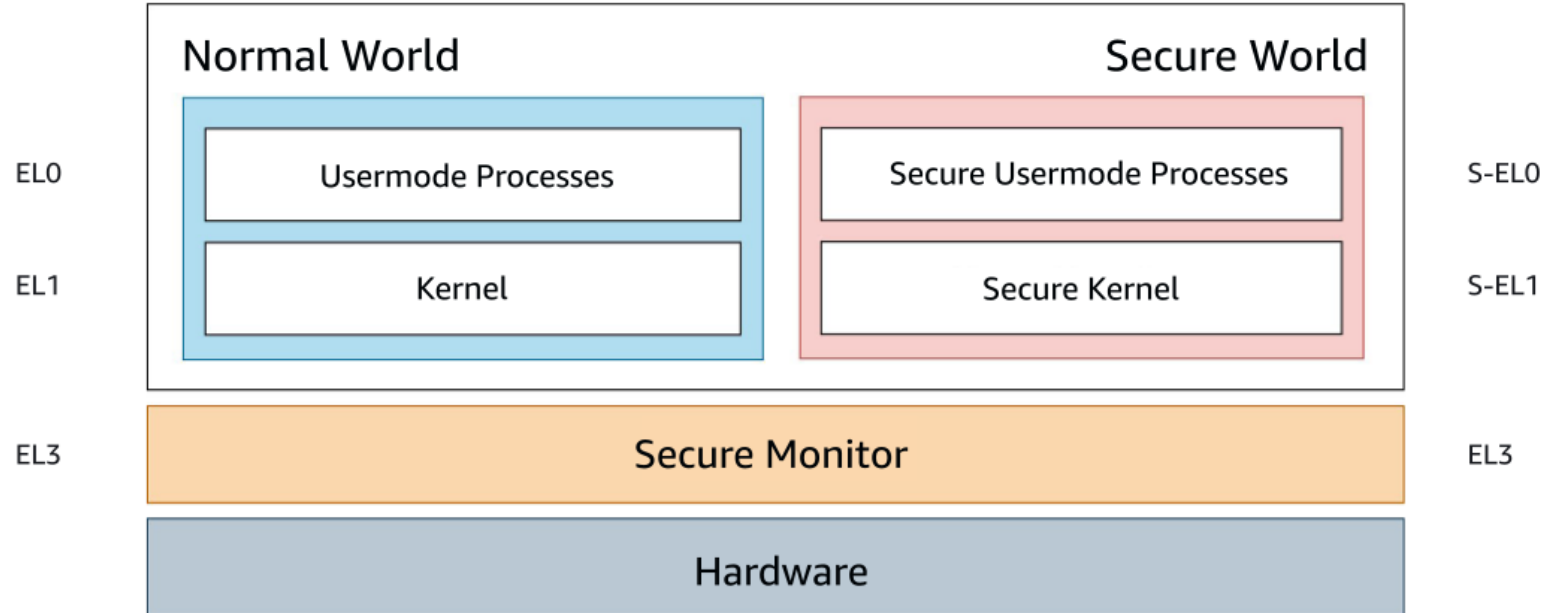 Normal World
Secure World
EL0
Usermode Processes
Secure Usermode Processes
S-EL0
EL1
Kernel
Secure Kernel
S-EL1
EL3
Secure Monitor
EL3
Hardware